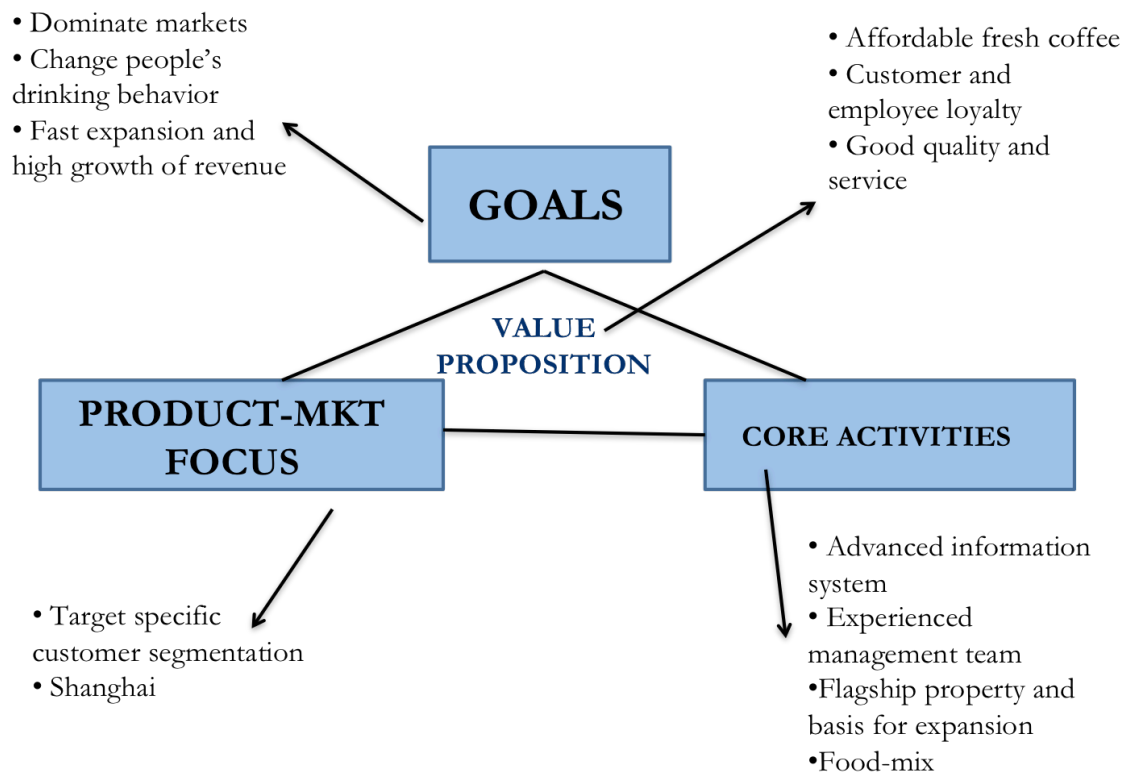 • Dominate markets
• Change people’s
drinking behavior
• Fast expansion and
high growth of revenue
• Affordable fresh coffee
• Customer and
employee loyalty
• Good quality and
service
GOALS
VALUE
PROPOSITION
PRODUCT-MKT
FOCUS
CORE ACTIVITIES
• Target specific
customer segmentation
• Shanghai
• Advanced information
system
• Experienced
management team
•Flagship property and
basis for expansion
•Food-mix